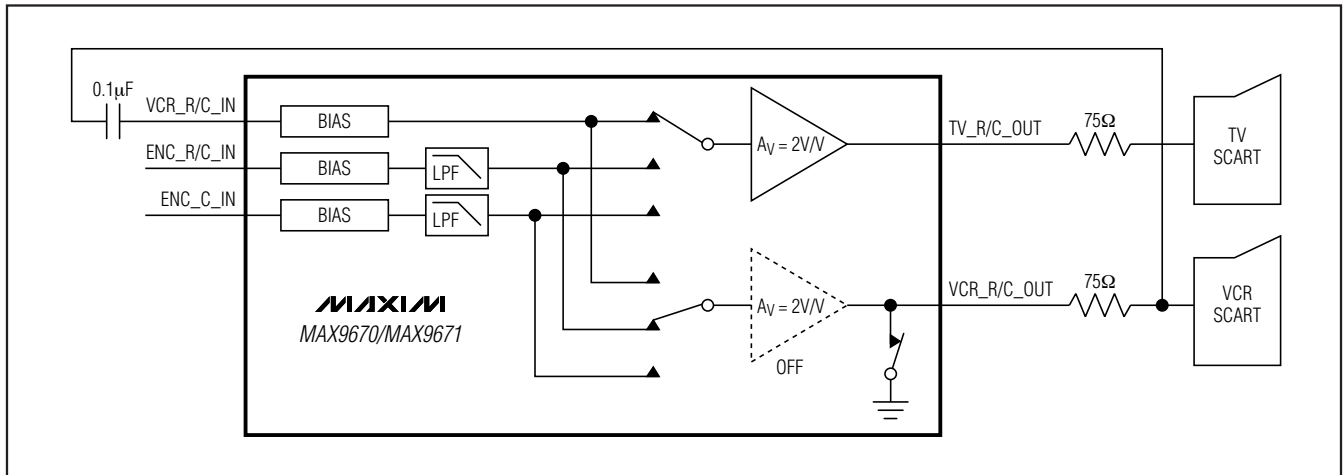 0.1µF
VCR_R/C_IN
ENC_R/C_IN
ENC_C_IN
BIAS
BIAS
BIAS
LPF
LPF
MAXIM
MAX9670/MAX9671
AV = 2V/V
AV = 2V/V
OFF
TV_R/C_OUT
75Ω
TV
SCART
VCR_R/C_OUT
75Ω
VCR
SCART